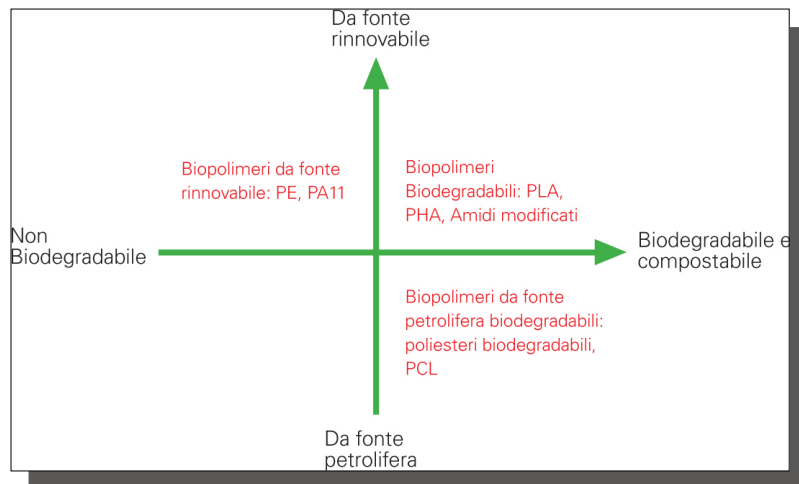 Da fonte
rinnovabile
Biopolimeri da fonte
rinnovabile: PE, PA11
Biopolimeri
Biodegradabili: PLA,
PHA, Amidi modificati
Non
Biodegradabile
Biodegradabile e
compostabile
Biopolimeri da fonte
petrolifera biodegradabili:
poliesteri biodegradabili,
PCL
Da fonte
petrolifera